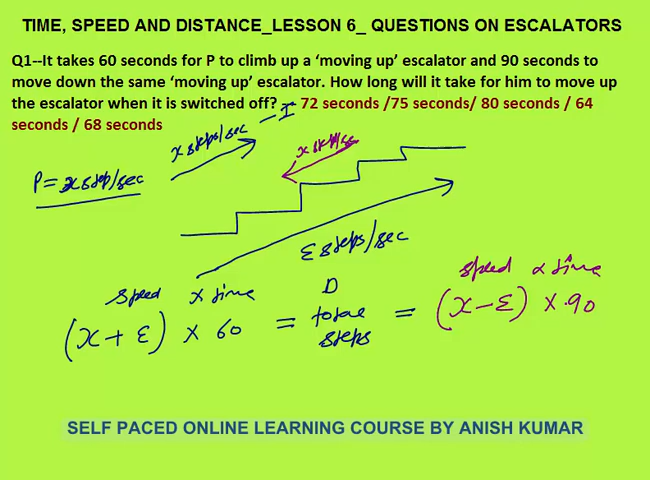 TIME, SPEED AND DISTANCE_LESSON 6_ QUESTIONS ON ESCALATORS
Q1--It takes 60 seconds for P to climb up a ‘moving up’ escalator and 90 seconds to
move down the same ‘moving up’ escalator. How long will it take for him to move up
the escalator when it is switched off? 72 seconds /75 seconds/ 80 seconds / 64
seconds / 68 seconds
x steps/sec – I
x step/sec
P = x step/sec
E steps/sec
speed x time D speed x time
(x + E) x 60 = total steps = (x – E) x 90
SELF PACED ONLINE LEARNING COURSE BY ANISH KUMAR